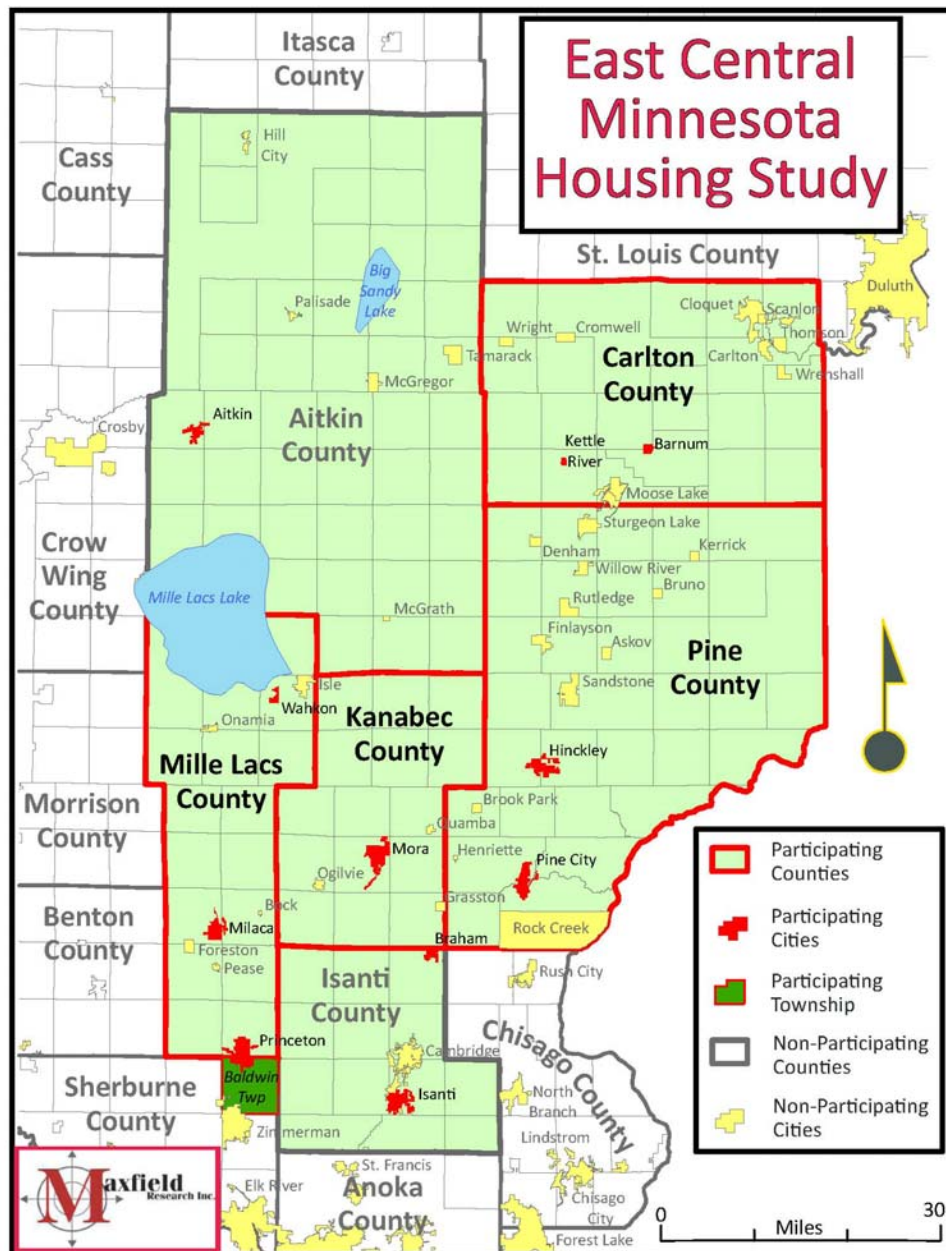 East Central
Minnesota
Housing Study
Itasca
County
Cass
County
Hill
City
St. Louis County
Duluth
Big
Sandy
Lake
Palisade
Cloquet
Scanlon
Thomson
Wright
Cromwell
Carlton
Wrenshall
Tamarack
McGregor
Carlton
County
Aitkin
Aitkin
County
Crosby
Kettle
River
Barnum
Moose Lake
Crow
Wing
County
Sturgeon Lake
Denham
Kerrick
Willow River
Bruno
Mille Lacs Lake
Rutledge
McGrath
Finlayson
Askov
Pine
County
Isle
Wahkon
Sandstone
Onamia
Kanabec
County
Mille Lacs
County
Hinckley
Morrison
County
Brook Park
Quamba
Mora
Henriette
Pine City
Ogilvie
Grasston
Bock
Rock Creek
Benton
County
Milaca
Foreston
Pease
Braham
Rush City
Isanti
County
Chisago County
Princeton
Cambridge
Baldwin
Twp
Isanti
Sherburne
County
North
Branch
Zimmerman
Lindstrom
St. Francis
Elk River
Anoka
County
Chisago
City
Forest Lake
Participating
Counties
Participating
Cities
Participating
Township
Non-Participating
Counties
Non-Participating
Cities
Maxfield
Research Inc.
0 30
Miles